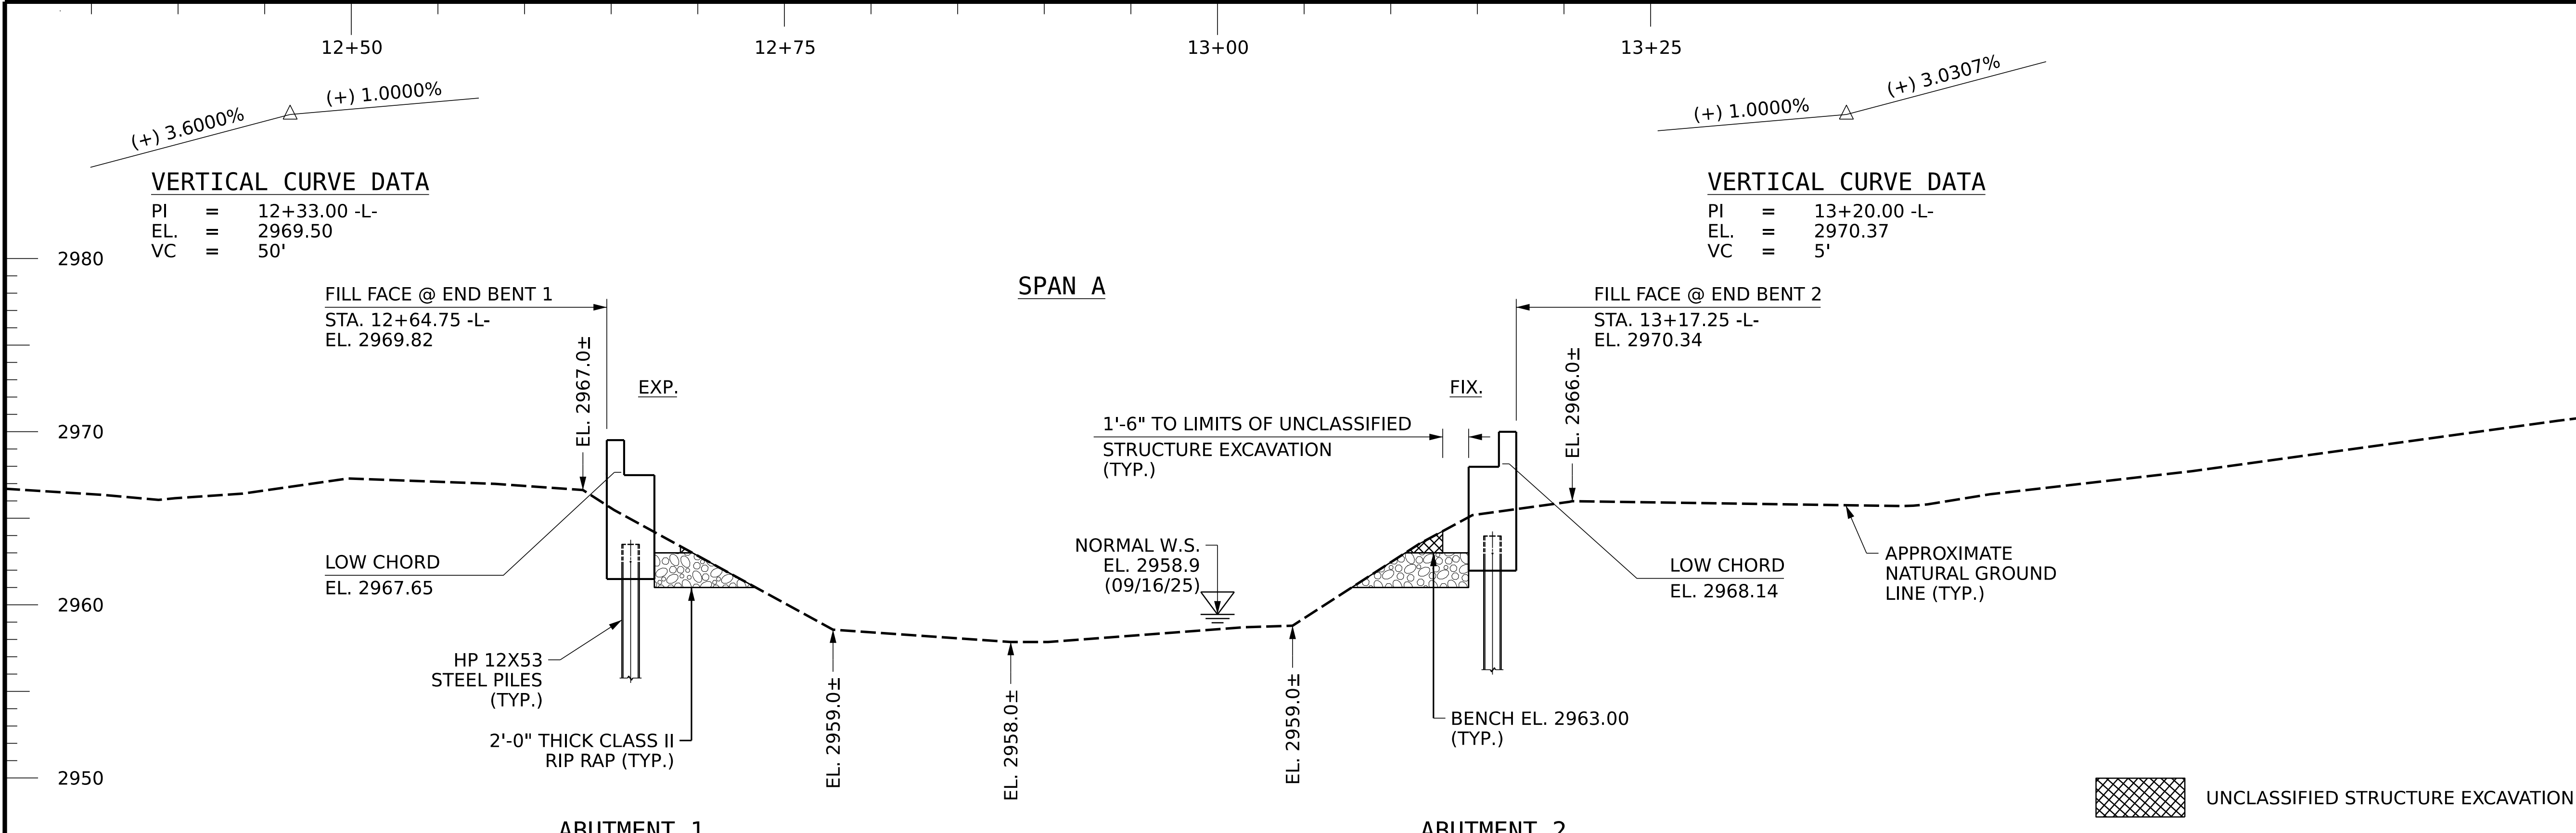 12+50
12+75
13+00
13+25
(+) 3.6000%
(+) 1.0000%
(+) 1.0000%
(+) 3.0307%
VERTICAL CURVE DATA
PI = 12+33.00 -L-
EL. = 2969.50
VC = 50'
VERTICAL CURVE DATA
PI = 13+20.00 -L-
EL. = 2970.37
VC = 5'
2980
2970
2960
2950
SPAN A
FILL FACE @ END BENT 1
STA. 12+64.75 -L-
EL. 2969.82
FILL FACE @ END BENT 2
STA. 13+17.25 -L-
EL. 2970.34
EL. 2967.0±
EXP.
FIX.
EL. 2966.0±
1'-6" TO LIMITS OF UNCLASSIFIED
STRUCTURE EXCAVATION
(TYP.)
LOW CHORD
EL. 2967.65
NORMAL W.S.
EL. 2958.9
(09/16/25)
LOW CHORD
EL. 2968.14
APPROXIMATE
NATURAL GROUND
LINE (TYP.)
HP 12X53
STEEL PILES
(TYP.)
2'-0" THICK CLASS II
RIP RAP (TYP.)
EL. 2959.0±
EL. 2958.0±
EL. 2959.0±
BENCH EL. 2963.00
(TYP.)
UNCLASSIFIED STRUCTURE EXCAVATION
ABUTMENT 1
ABUTMENT 2